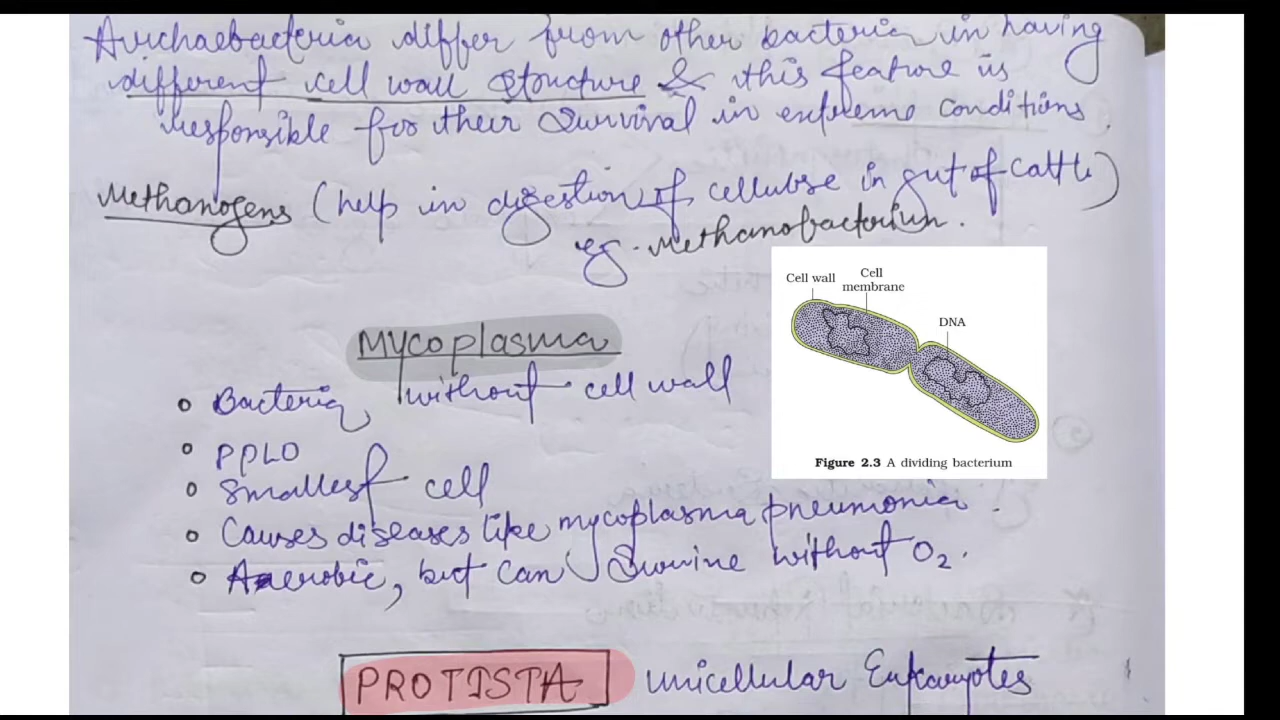 Archaebacteria differ from other bacteria in having
different cell wall structure & this feature is
responsible for their survival in extreme conditions.
Methanogens (help in digestion of cellulose in gut of cattle)
eg. Methanobacterium.
Cell wall
Cell
membrane
DNA
Figure 2.3 A dividing bacterium
Mycoplasma
Bacteria, without cell wall
PPLO
Smallest cell
Causes diseases like mycoplasma pneumonia.
Aerobic, but can survive without O2.
PROTISTA unicellular Eukaryotes